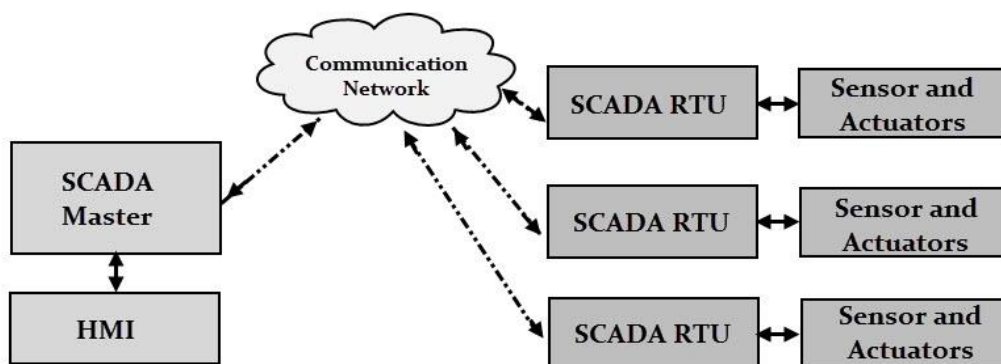 Communication
Network
SCADA RTU
Sensor and
Actuators
SCADA
Master
SCADA RTU
Sensor and
Actuators
HMI
SCADA RTU
Sensor and
Actuators